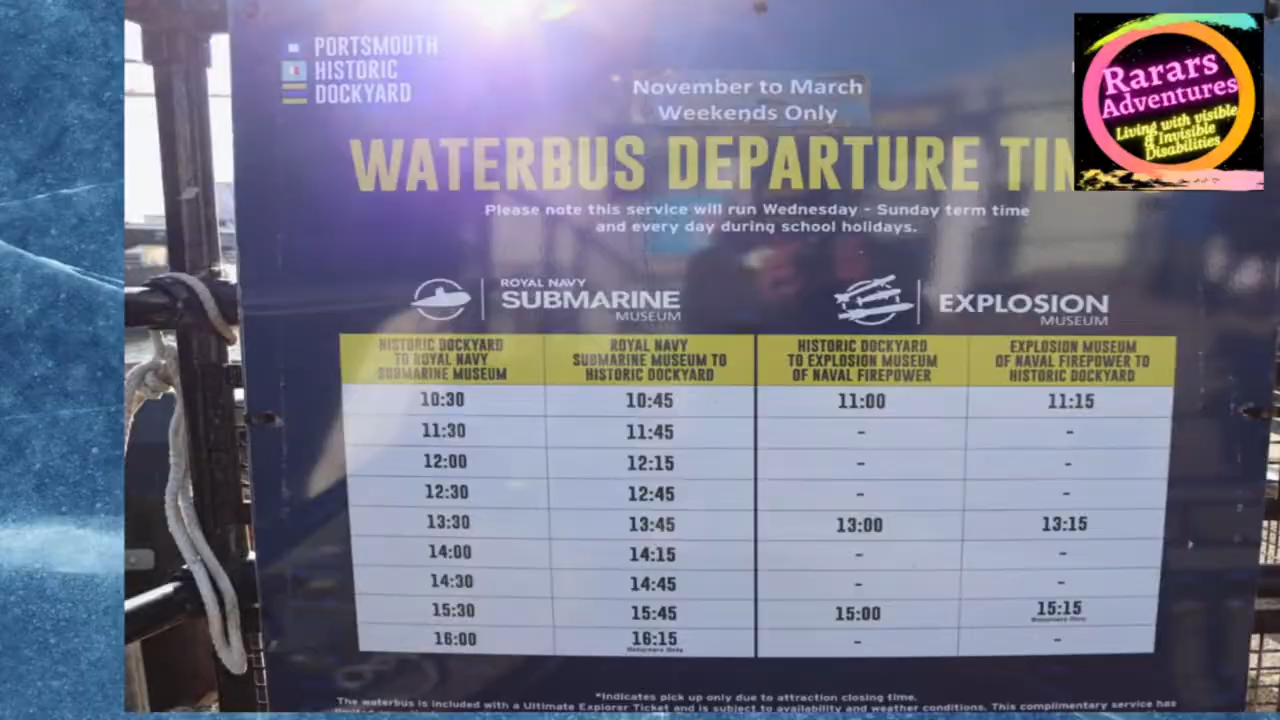 PORTSMOUTH
HISTORIC
DOCKYARD
Rarars
Adventures
Living with visible
& Invisible
Disabilities
November to March
Weekends Only
WATERBUS DEPARTURE
Please note this service will run Wednesday - Sunday term time
and every day during school holidays.
ROYAL NAVY
SUBMARINE
MUSEUM
EXPLOSION
MUSEUM
HISTORIC DOCKYARD
TO ROYAL NAVY
SUBMARINE MUSEUM
ROYAL NAVY
SUBMARINE MUSEUM TO
HISTORIC DOCKYARD
HISTORIC DOCKYARD
TO EXPLOSION MUSEUM
OF NAVAL FIREPOWER
EXPLOSION MUSEUM
OF NAVAL FIREPOWER TO
HISTORIC DOCKYARD
10:30 10:45 11:00 11:15
11:30 11:45 - -
12:00 12:15 - -
12:30 12:45 - -
13:30 13:45 13:00 13:15
14:00 14:15 - -
14:30 14:45 - -
15:30 15:45 15:00 15:15
16:00 16:15 - -
*Indicates pick up only due to attraction closing time.
The waterbus is included with a Ultimate Explorer Ticket and is subject to availability and weather conditions. This complimentary service has